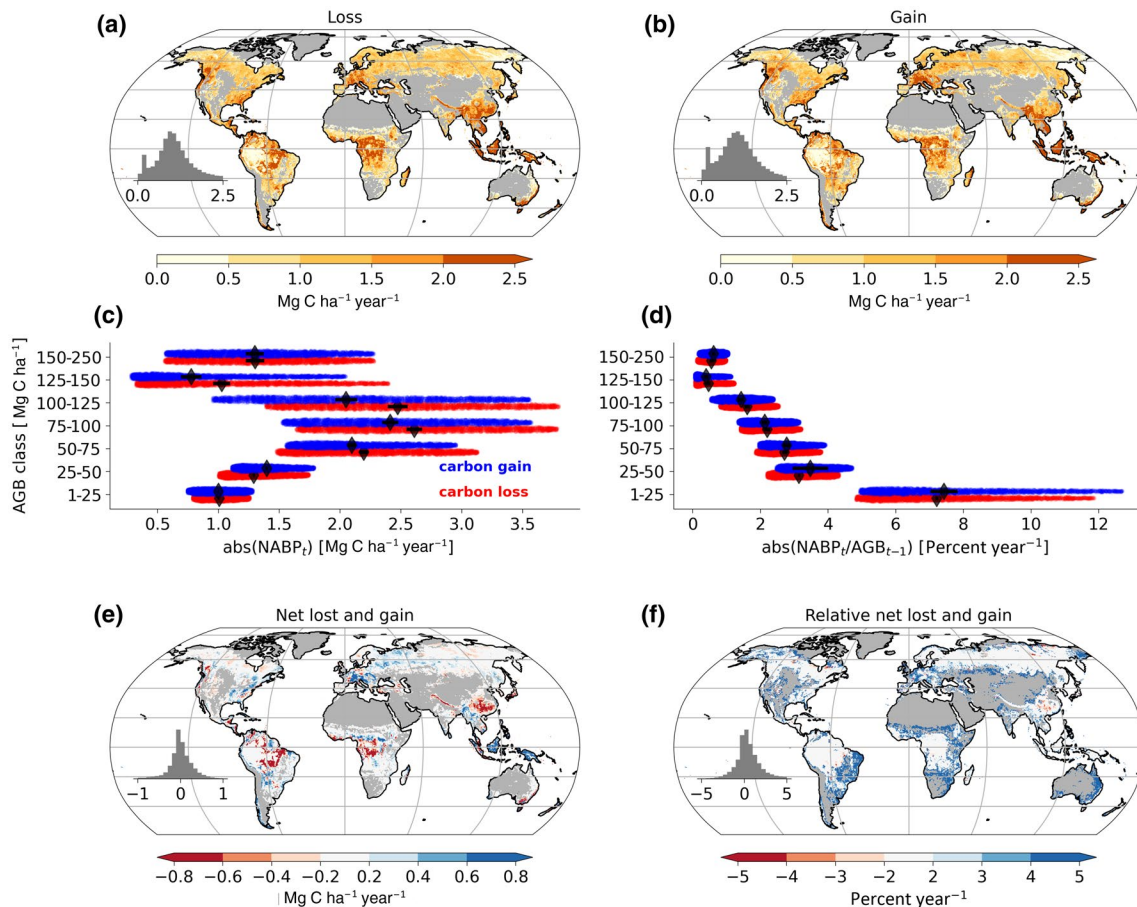 (a) Loss
(b) Gain
0.0 2.5
0.0 2.5
0.0 0.5 1.0 1.5 2.0 2.5
Mg C ha⁻¹ year⁻¹
0.0 0.5 1.0 1.5 2.0 2.5
Mg C ha⁻¹ year⁻¹
(c)
AGB class [ Mg C ha⁻¹]
150-250
125-150
100-125
75-100
50-75
25-50
1-25
carbon gain
carbon loss
0.5 1.0 1.5 2.0 2.5 3.0 3.5
abs(NABPₜ) [Mg C ha⁻¹ year⁻¹]
(d)
150-250
125-150
100-125
75-100
50-75
25-50
1-25
0 2 4 6 8 10 12
abs(NABPₜ/AGBₜ₋₁) [Percent year⁻¹]
(e) Net lost and gain
−1 0 1
−0.8 −0.6 −0.4 −0.2 0.2 0.4 0.6 0.8
Mg C ha⁻¹ year⁻¹
(f) Relative net lost and gain
−5 0 5
−5 −4 −3 −2 2 3 4 5
Percent year⁻¹